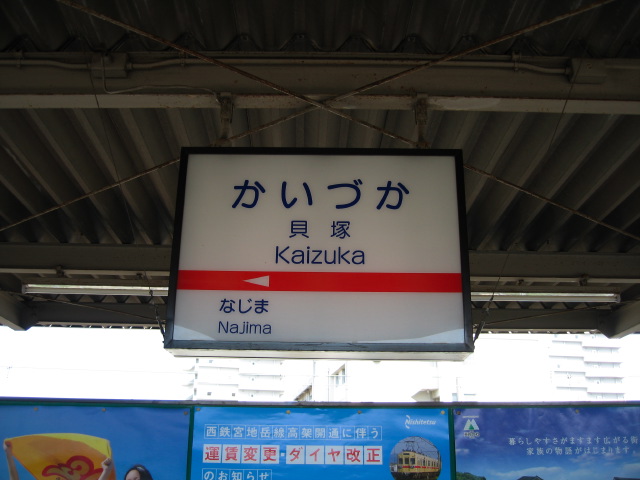 かいづか
貝塚
Kaizuka
なじま
Najima
西鉄宮地岳線高架開通に伴う
運賃変更・ダイヤ改正
のお知らせ
Nishitetsu
暮らしやすさがますます広がる街
家族の物語がはじまります。